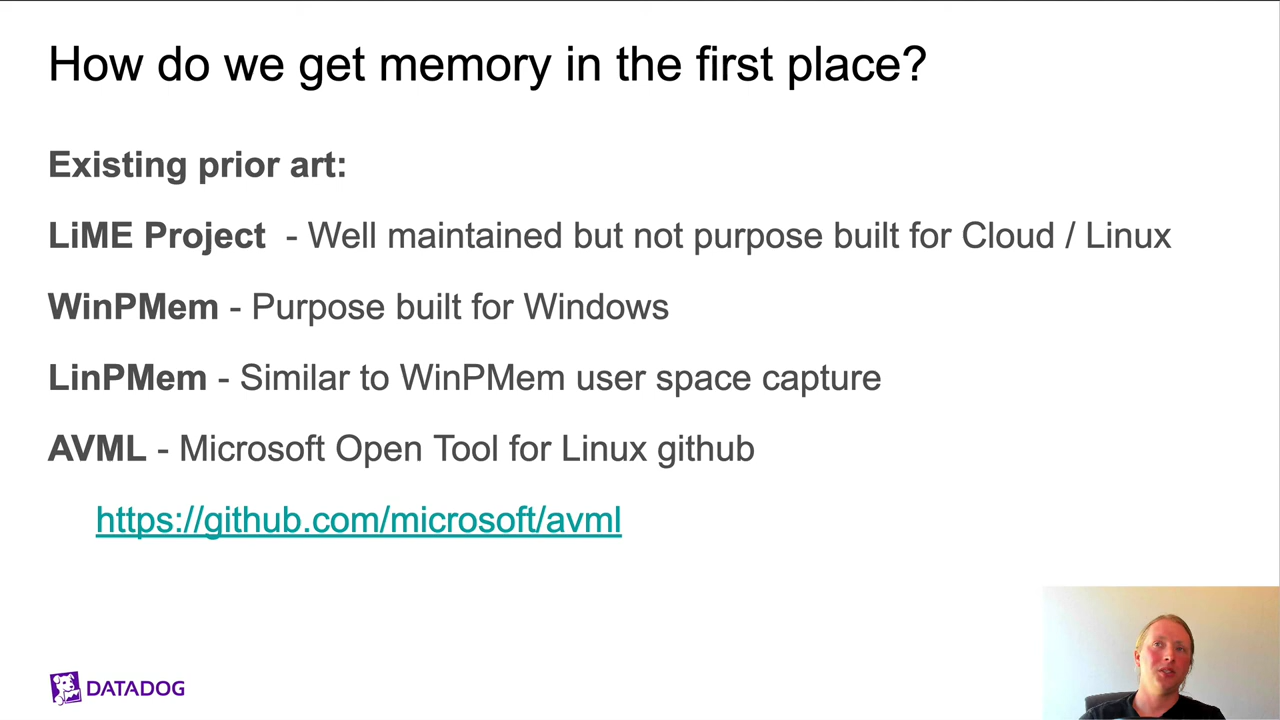 How do we get memory in the first place?
Existing prior art:
LiME Project - Well maintained but not purpose built for Cloud / Linux
WinPMem - Purpose built for Windows
LinPMem - Similar to WinPMem user space capture
AVML - Microsoft Open Tool for Linux github
https://github.com/microsoft/avml
DATADOG